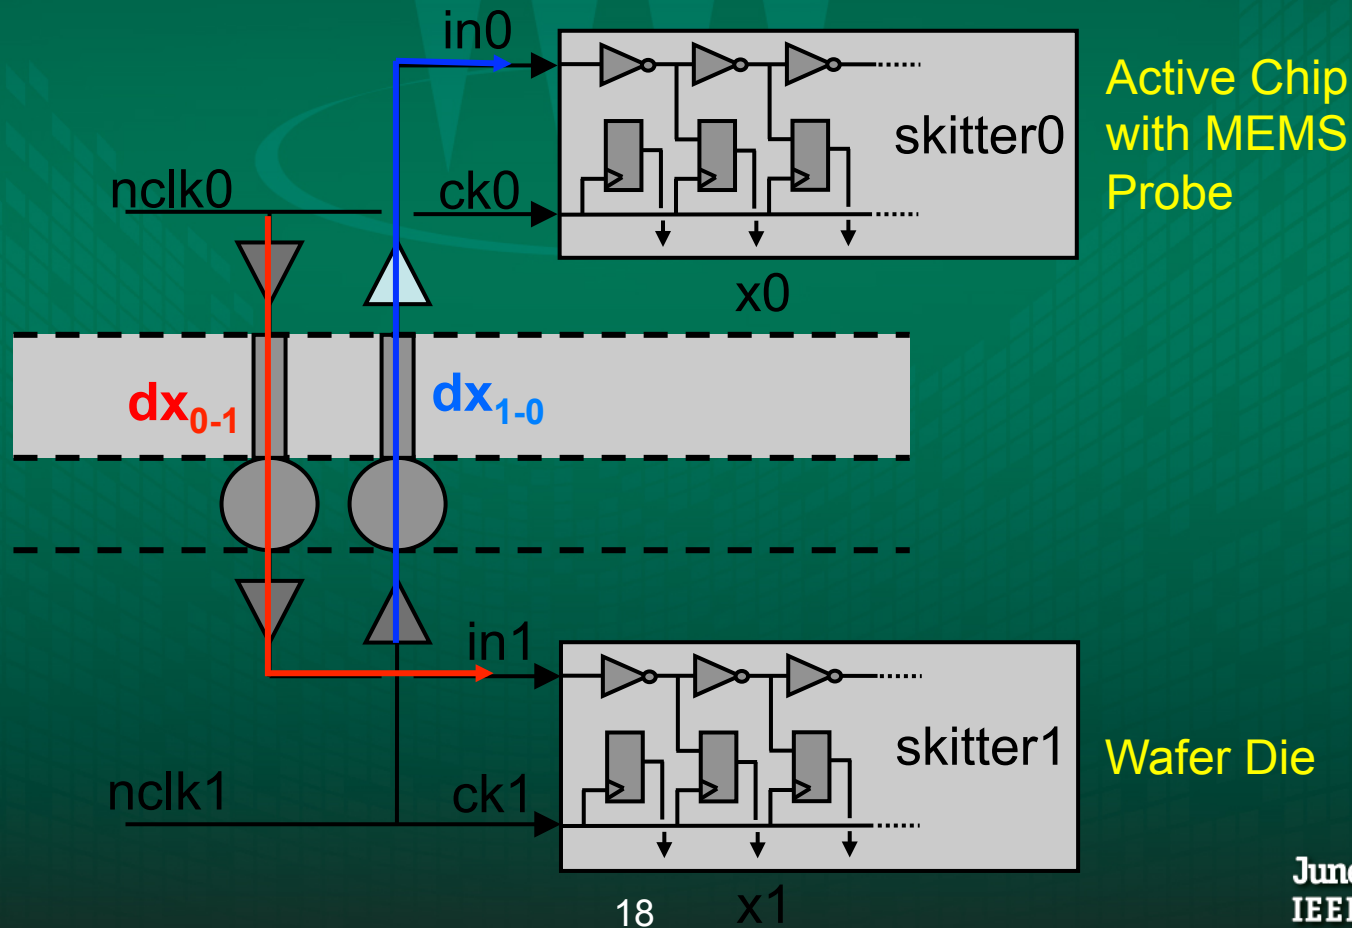 in0
Active Chip
with MEMS
Probe
skitter0
nclk0
ck0
x0
dx0-1
dx1-0
in1
skitter1
Wafer Die
nclk1
ck1
x1
18